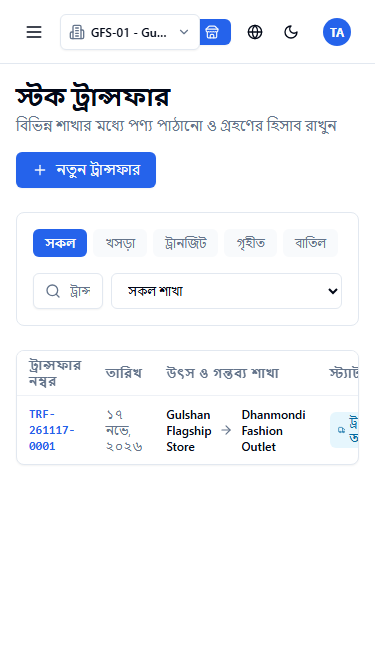 GFS-01 - Gu...
TA
স্টক ট্রান্সফার
বিভিন্ন শাখার মধ্যে পণ্য পাঠানো ও গ্রহণের হিসাব রাখুন
+ নতুন ট্রান্সফার
সকল খসড়া ট্রানজিট গৃহীত বাতিল
ট্রান্স সকল শাখা
ট্রান্সফার নম্বর তারিখ উৎস ও গন্তব্য শাখা
TRF-261117-0001
১৭ নভে, ২০২৬
Gulshan Flagship Store → Dhanmondi Fashion Outlet